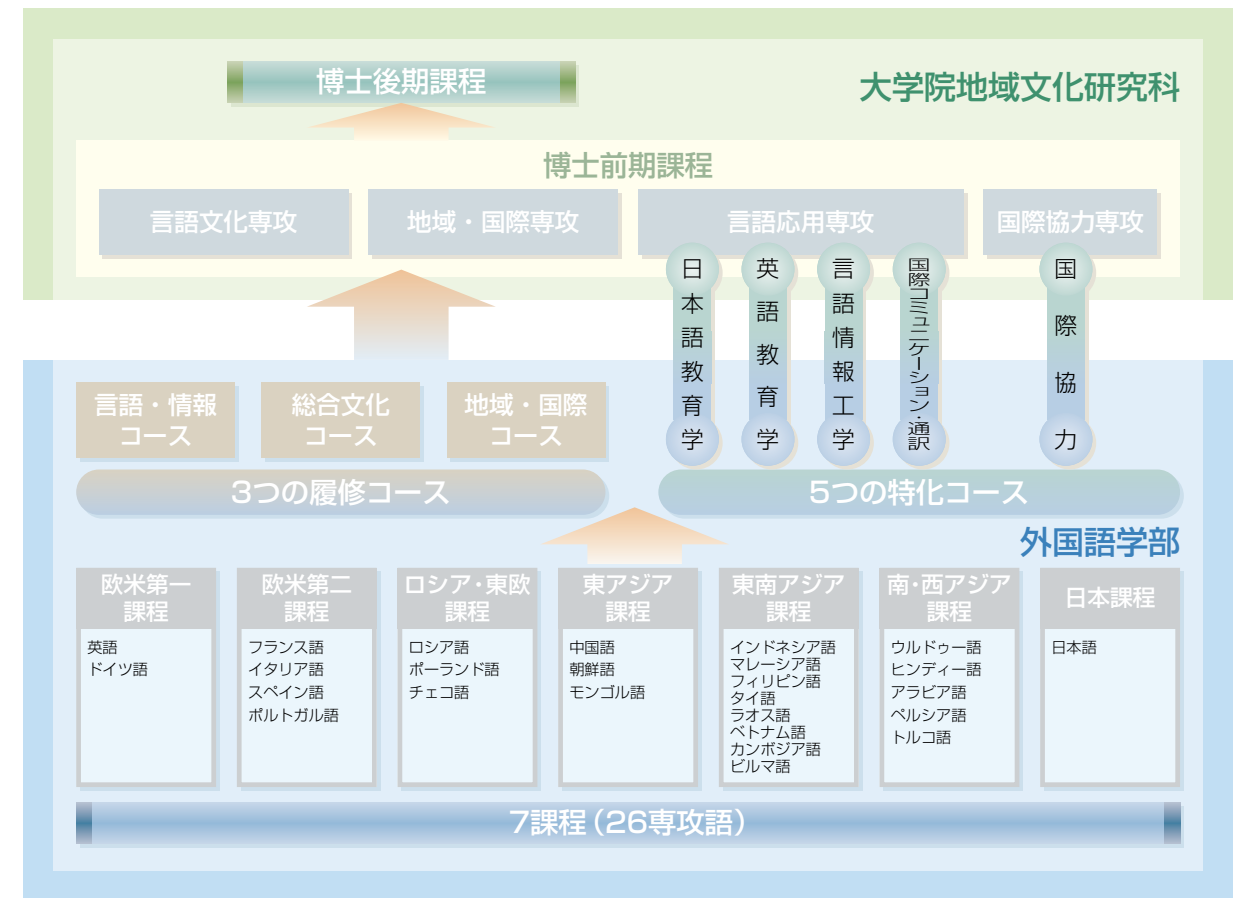 博士後期課程
大学院地域文化研究科
博士前期課程
言語文化専攻
地域・国際専攻
言語応用専攻
国際協力専攻
日本語教育学
英語教育学
言語情報工学
国際コミュニケーション・通訳
国際協力
言語・情報
コース
総合文化
コース
地域・国際
コース
3つの履修コース
5つの特化コース
外国語学部
欧米第一
課程
英語
ドイツ語
欧米第二
課程
フランス語
イタリア語
スペイン語
ポルトガル語
ロシア・東欧
課程
ロシア語
ポーランド語
チェコ語
東アジア
課程
中国語
朝鮮語
モンゴル語
東南アジア
課程
インドネシア語
マレーシア語
フィリピン語
タイ語
ラオス語
ベトナム語
カンボジア語
ビルマ語
南・西アジア
課程
ウルドゥー語
ヒンディー語
アラビア語
ペルシア語
トルコ語
日本課程
日本語
7課程(26専攻語)